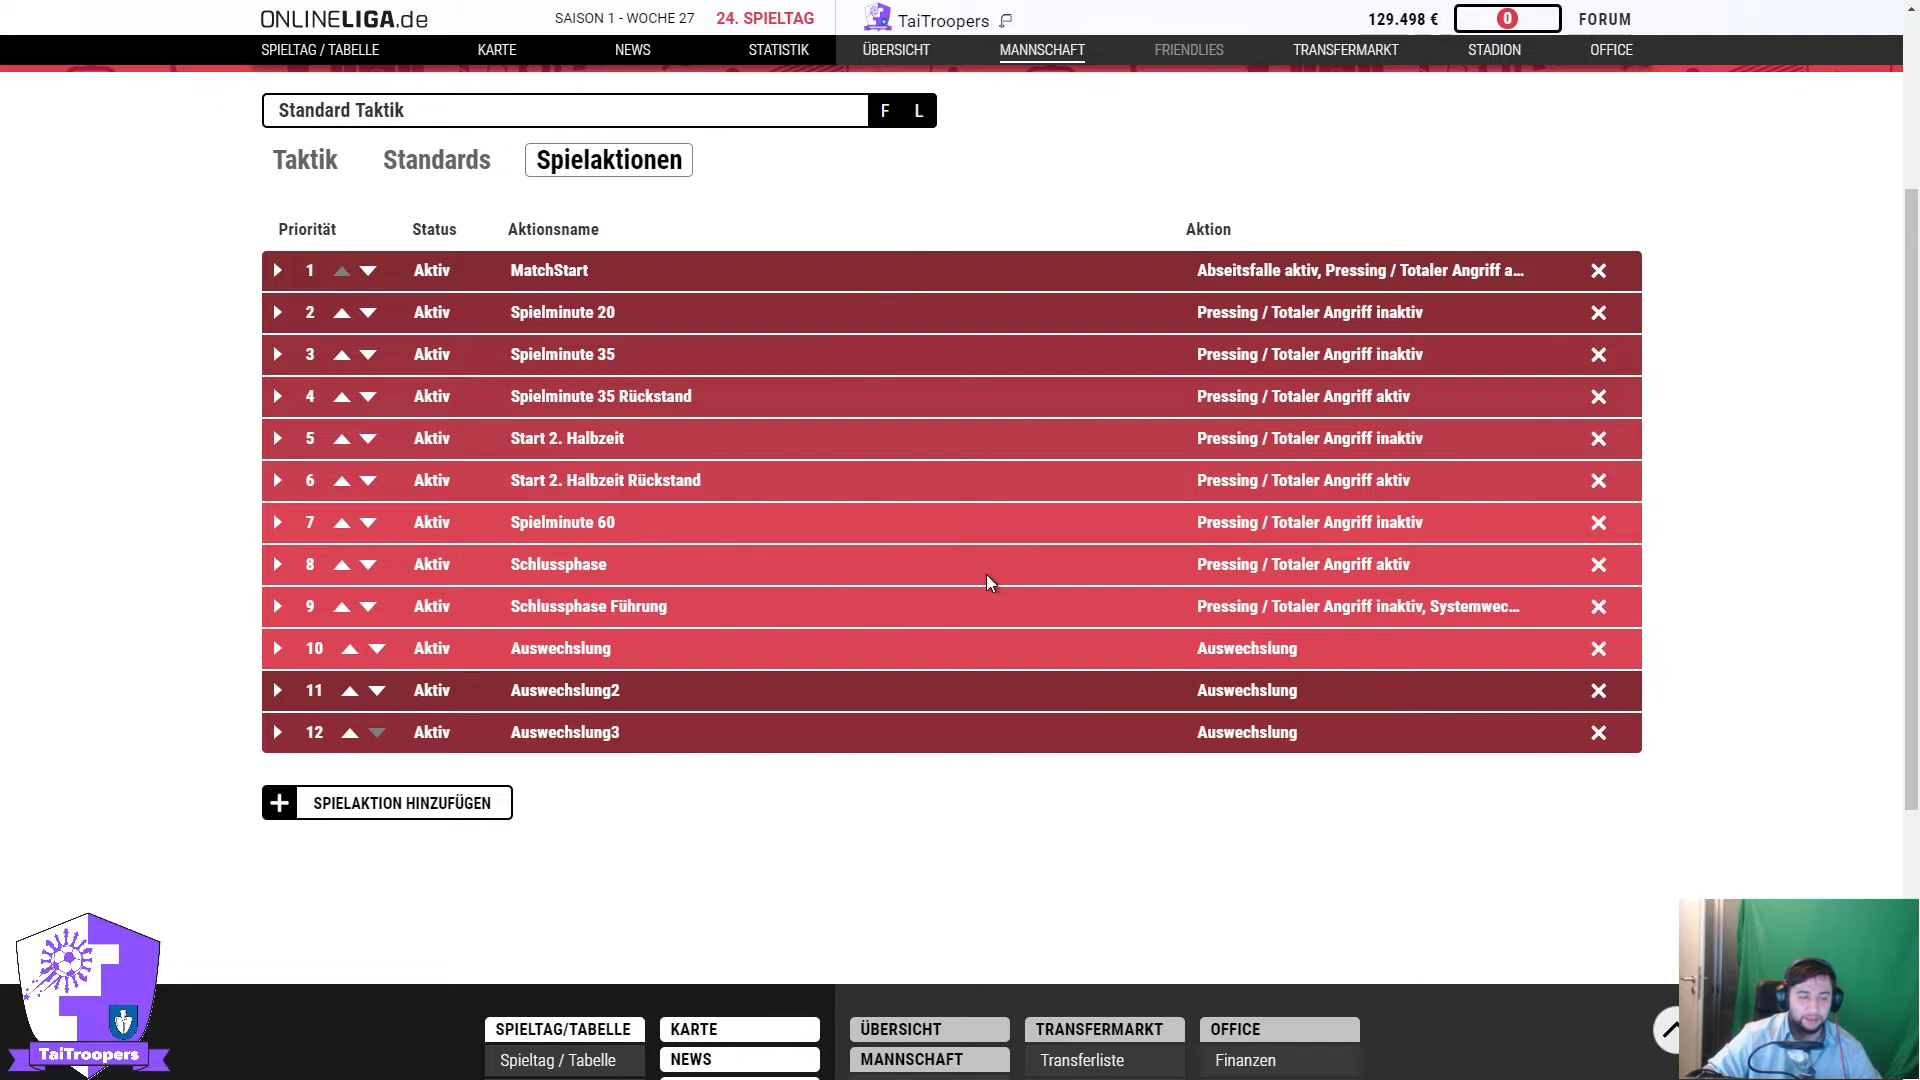 ONLINELIGA.de
SAISON 1 - WOCHE 27
24. SPIELTAG
TaiTroopers
129.498 €
0
FORUM
SPIELTAG / TABELLE
KARTE
NEWS
STATISTIK
ÜBERSICHT
MANNSCHAFT
FRIENDLIES
TRANSFERMARKT
STADION
OFFICE
Standard Taktik
F L
Taktik
Standards
Spielaktionen
Priorität Status Aktionsname Aktion
1 Aktiv MatchStart Abseitsfalle aktiv, Pressing / Totaler Angriff a...
2 Aktiv Spielminute 20 Pressing / Totaler Angriff inaktiv
3 Aktiv Spielminute 35 Pressing / Totaler Angriff inaktiv
4 Aktiv Spielminute 35 Rückstand Pressing / Totaler Angriff aktiv
5 Aktiv Start 2. Halbzeit Pressing / Totaler Angriff inaktiv
6 Aktiv Start 2. Halbzeit Rückstand Pressing / Totaler Angriff aktiv
7 Aktiv Spielminute 60 Pressing / Totaler Angriff inaktiv
8 Aktiv Schlussphase Pressing / Totaler Angriff aktiv
9 Aktiv Schlussphase Führung Pressing / Totaler Angriff inaktiv, Systemwec...
10 Aktiv Auswechslung Auswechslung
11 Aktiv Auswechslung2 Auswechslung
12 Aktiv Auswechslung3 Auswechslung
SPIELAKTION HINZUFÜGEN
SPIELTAG/TABELLE
KARTE
ÜBERSICHT
TRANSFERMARKT
OFFICE
Spieltag / Tabelle
NEWS
MANNSCHAFT
Transferliste
Finanzen
TaiTroopers